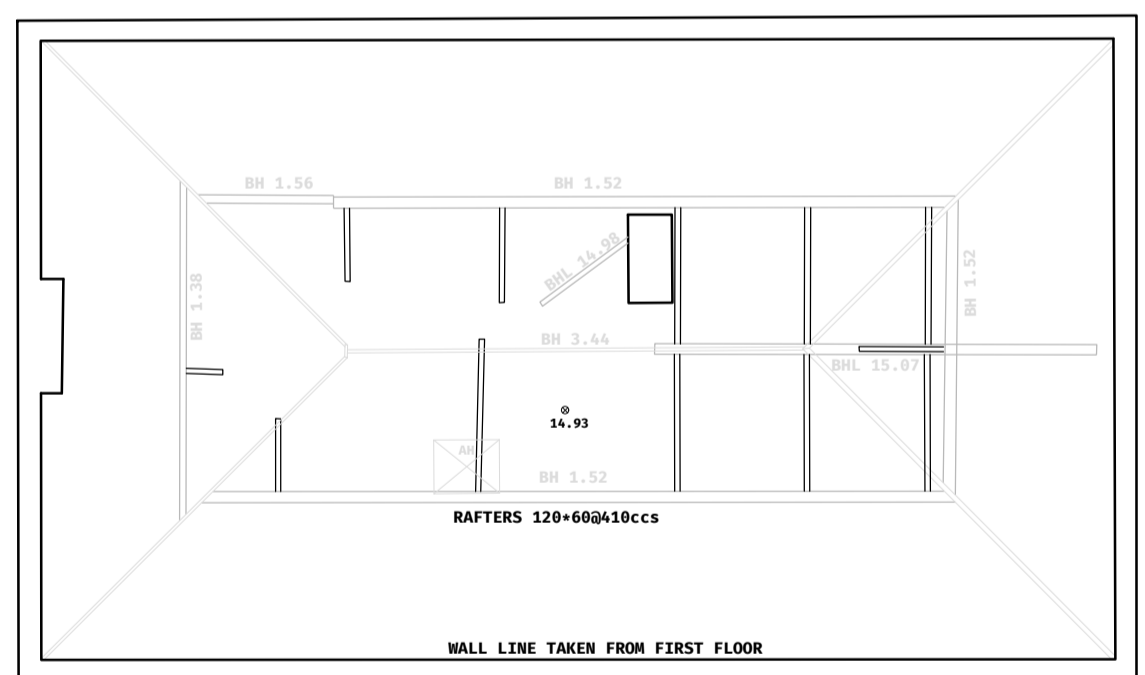 BH 1.56
BH 1.52
BHL 14.98
BH 1.38
BH 1.52
BH 3.44
BHL 15.07
14.93
AH
BH 1.52
RAFTERS 120*60@410ccs
WALL LINE TAKEN FROM FIRST FLOOR